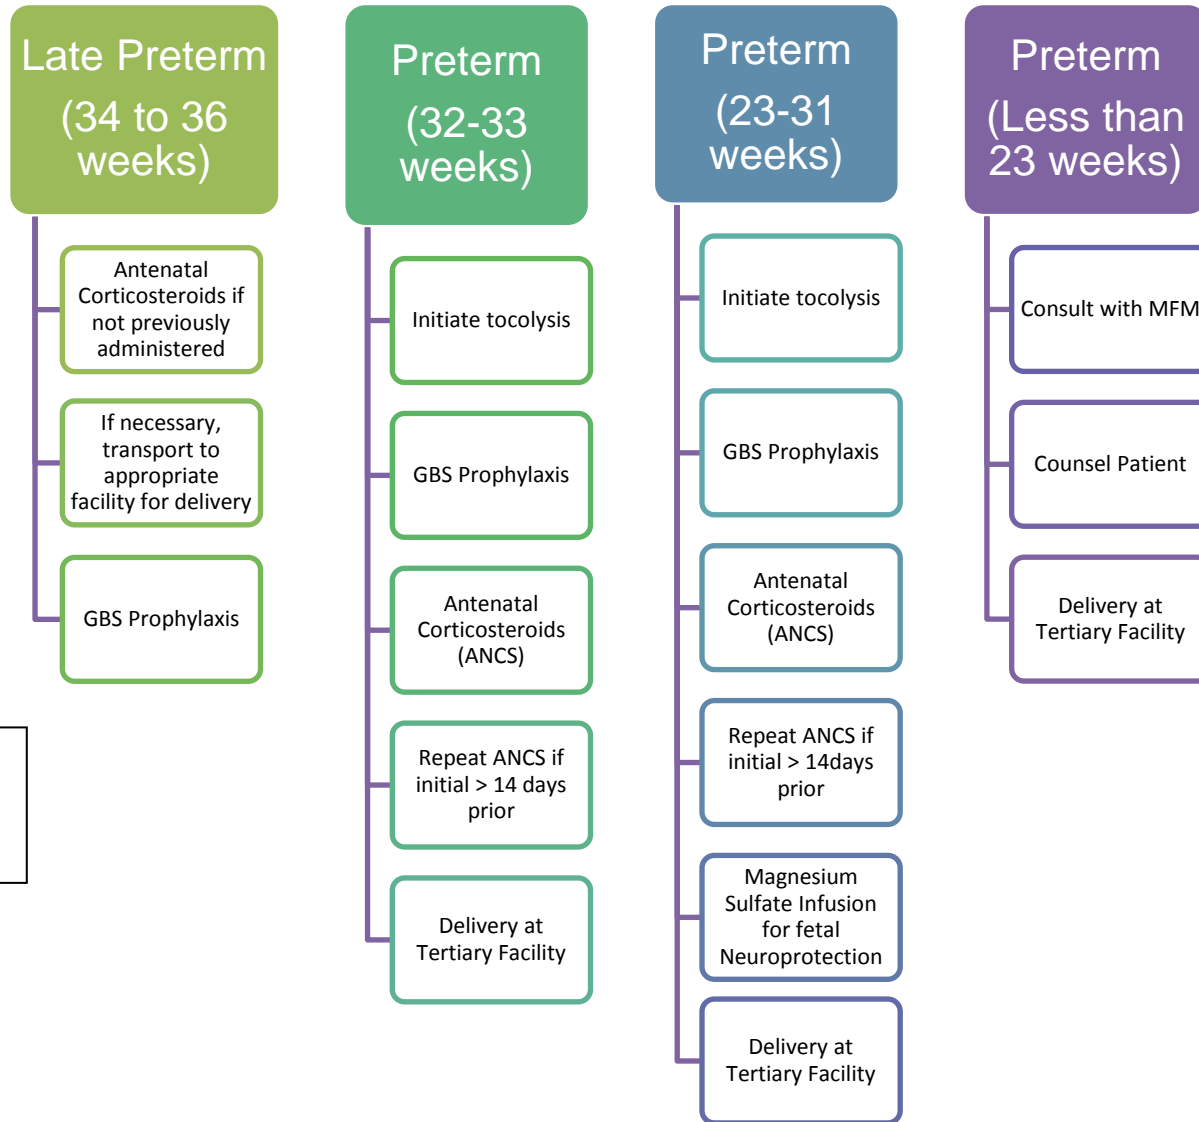 Late Preterm
(34 to 36
weeks)
Antenatal
Corticosteroids if
not previously
administered
If necessary,
transport to
appropriate
facility for delivery
GBS Prophylaxis
Preterm
(32-33
weeks)
Initiate tocolysis
GBS Prophylaxis
Antenatal
Corticosteroids
(ANCS)
Repeat ANCS if
initial > 14 days
prior
Delivery at
Tertiary Facility
Preterm
(23-31
weeks)
Initiate tocolysis
GBS Prophylaxis
Antenatal
Corticosteroids
(ANCS)
Repeat ANCS if
initial > 14days
prior
Magnesium
Sulfate Infusion
for fetal
Neuroprotection
Delivery at
Tertiary Facility
Preterm
(Less than
23 weeks)
Consult with MFM
Counsel Patient
Delivery at
Tertiary Facility